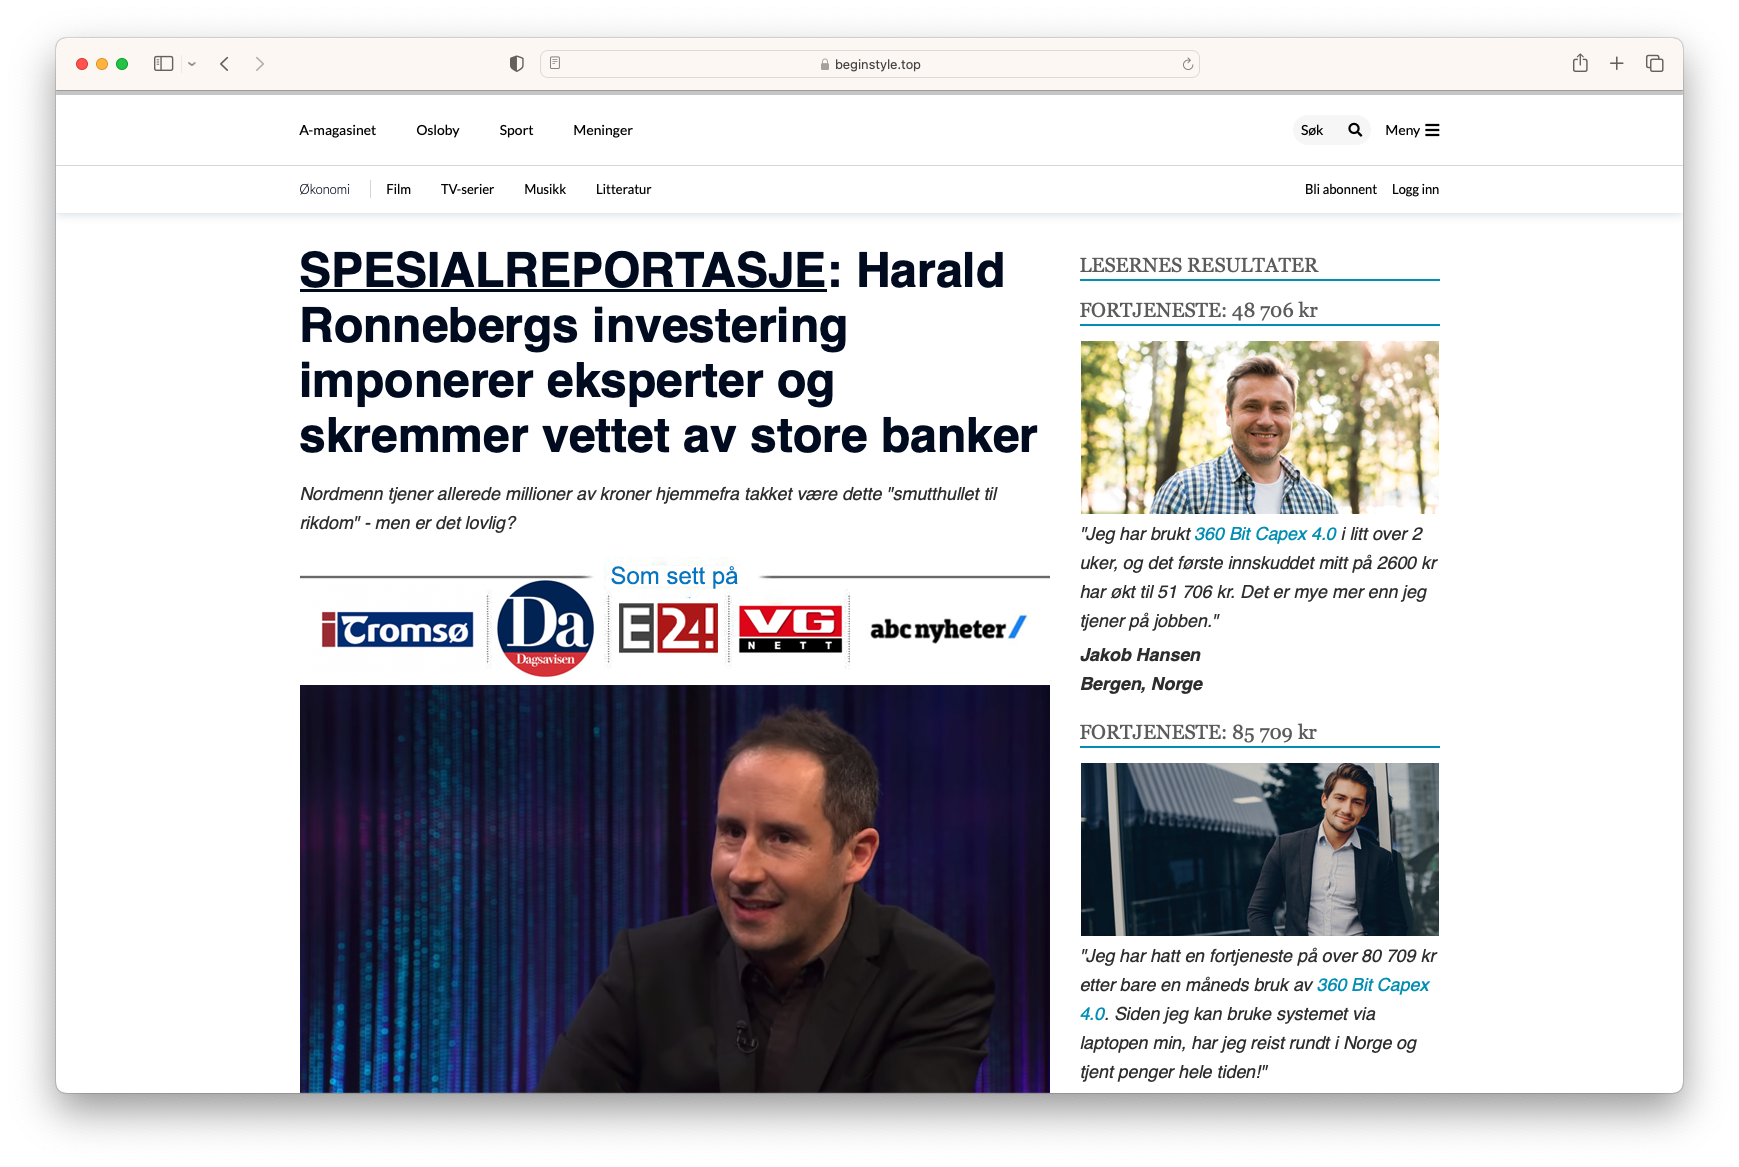 beginstyle.top
A-magasinet Osloby Sport Meninger Søk Meny
Økonomi Film TV-serier Musikk Litteratur Bli abonnent Logg inn
SPESIALREPORTASJE: Harald
Ronnebergs investering
imponerer eksperter og
skremmer vettet av store banker
Nordmenn tjener allerede millioner av kroner hjemmefra takket være dette "smutthullet til
rikdom" - men er det lovlig?
Som sett på
iTromsø
Da
Dagsavisen
E24!
VG
NETT
abc nyheter
LESERNES RESULTATER
FORTJENESTE: 48 706 kr
"Jeg har brukt 360 Bit Capex 4.0 i litt over 2
uker, og det første innskuddet mitt på 2600 kr
har økt til 51 706 kr. Det er mye mer enn jeg
tjener på jobben."
Jakob Hansen
Bergen, Norge
FORTJENESTE: 85 709 kr
"Jeg har hatt en fortjeneste på over 80 709 kr
etter bare en måneds bruk av 360 Bit Capex
4.0. Siden jeg kan bruke systemet via
laptopen min, har jeg reist rundt i Norge og
tjent penger hele tiden!"